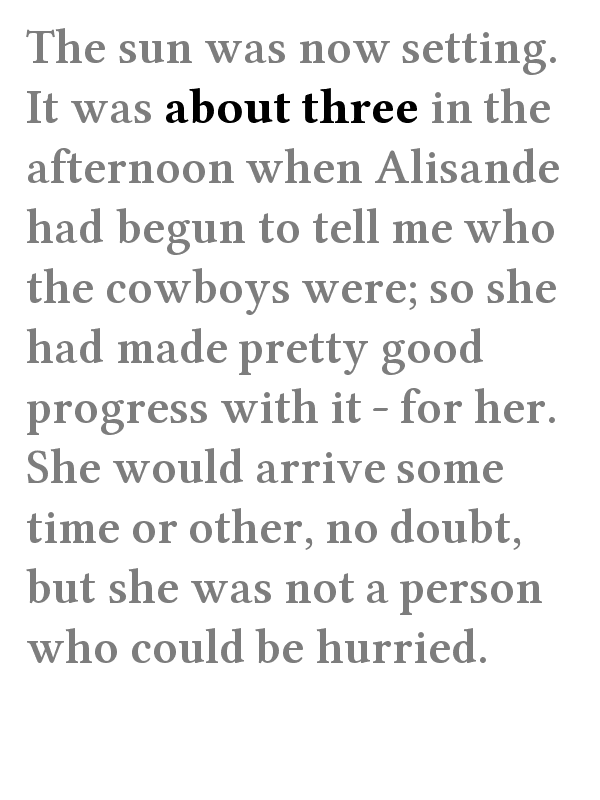 The sun was now setting.
It was about three in the
afternoon when Alisande
had begun to tell me who
the cowboys were; so she
had made pretty good
progress with it - for her.
She would arrive some
time or other, no doubt,
but she was not a person
who could be hurried.